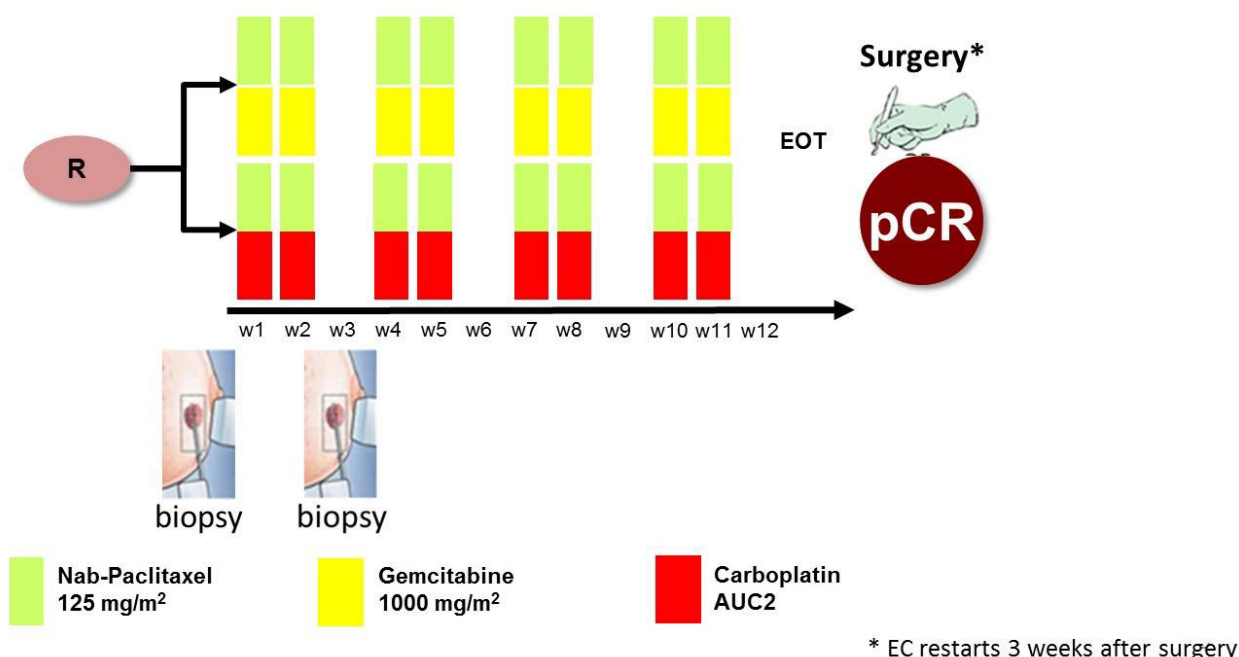 Surgery*
R
EOT
pCR
w1 w2 w3 w4 w5 w6 w7 w8 w9 w10 w11 w12
biopsy biopsy
Nab-Paclitaxel
125 mg/m²
Gemcitabine
1000 mg/m²
Carboplatin
AUC2
* EC restarts 3 weeks after surgery